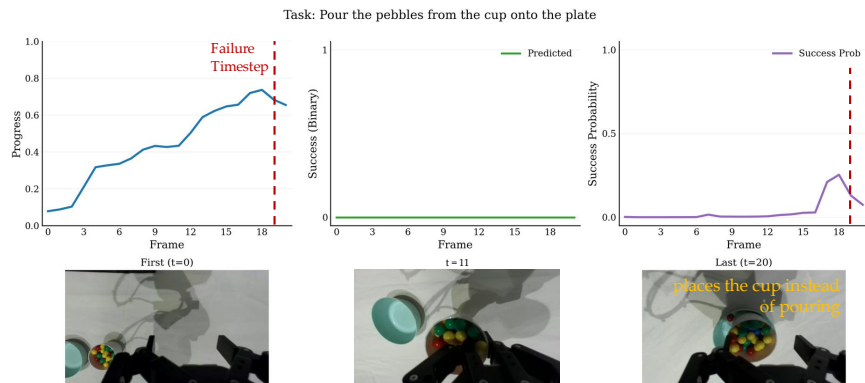 Task: Pour the pebbles from the cup onto the plate
Failure
Timestep
1.0
0.8
0.6
0.4
0.2
0.0
Progress
0
3
6
9
12
15
18
Frame
Predicted
1
0
Success (Binary)
0
3
6
9
12
15
18
Frame
Success Prob
1.0
0.5
0.0
Success Probability
0
3
6
9
12
15
18
Frame
First (t=0)
t = 11
Last (t=20)
places the cup instead
of pouring